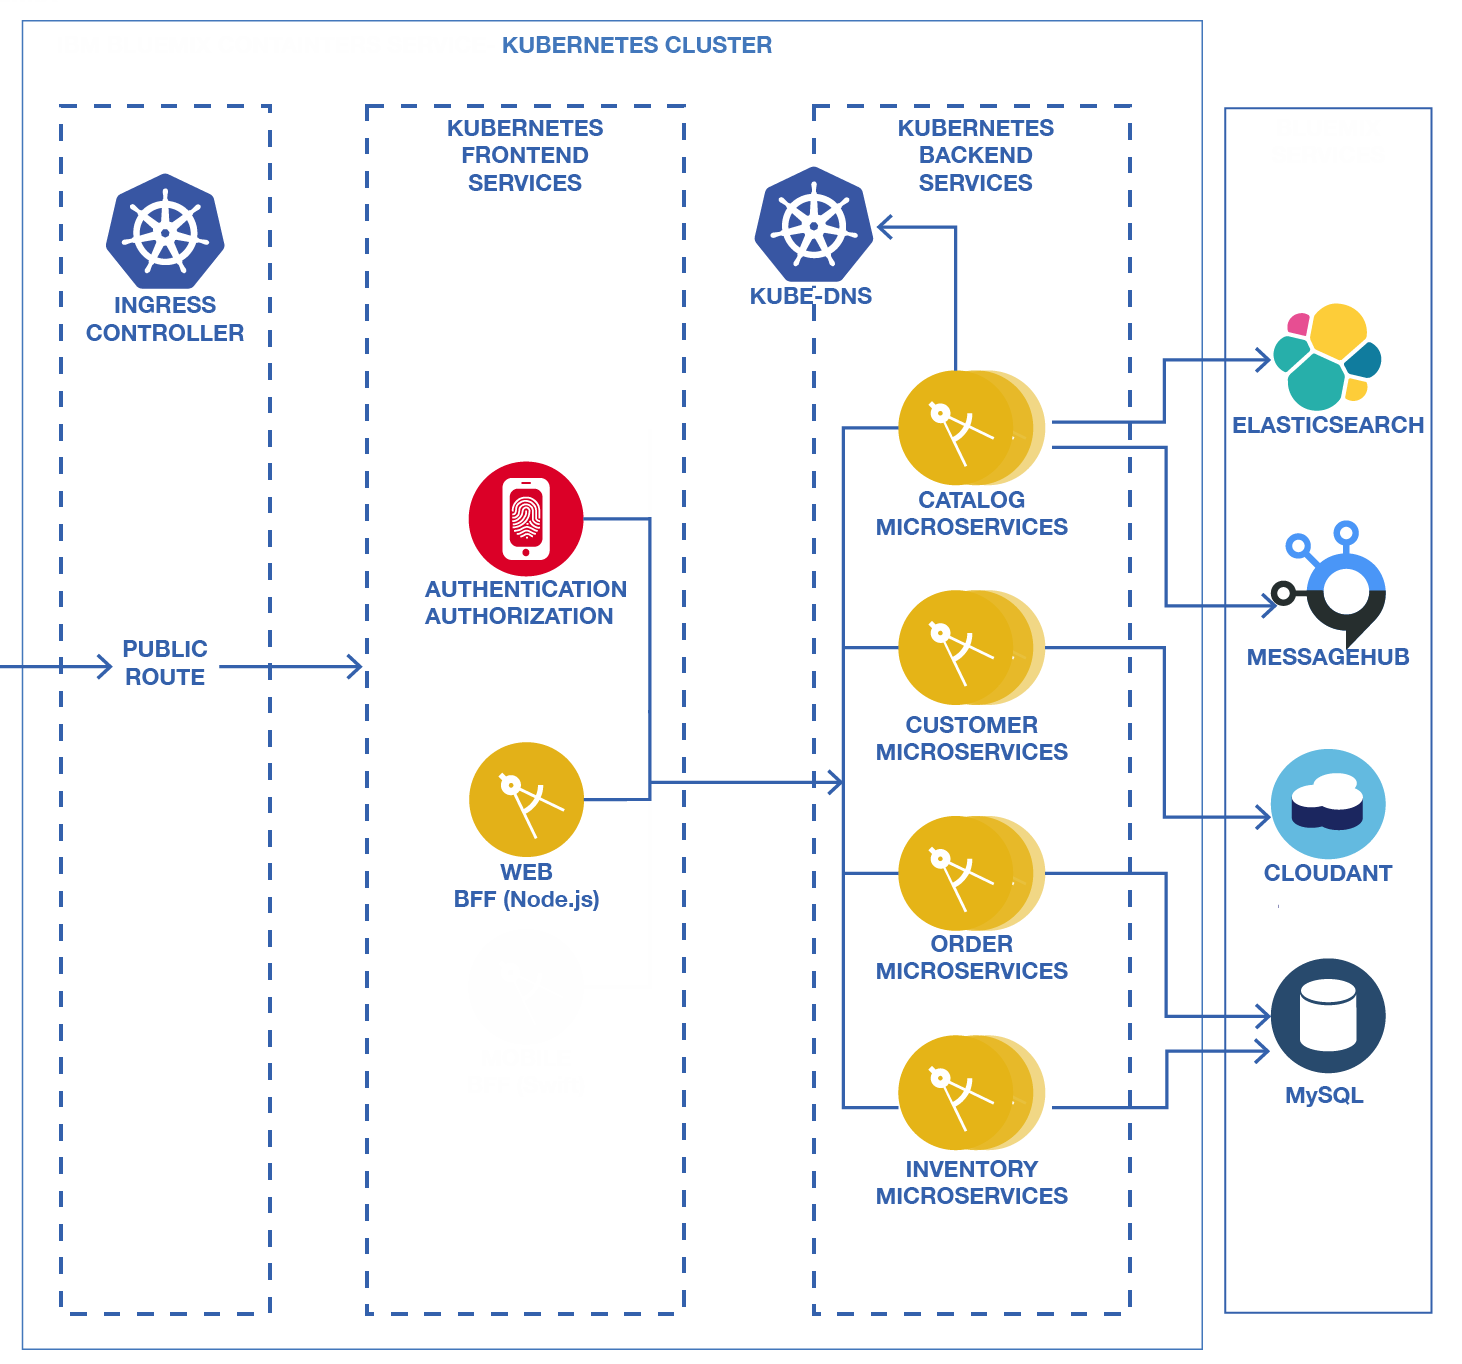 KUBERNETES CLUSTER
INGRESS
CONTROLLER
PUBLIC
ROUTE
KUBERNETES
FRONTEND
SERVICES
AUTHENTICATION
AUTHORIZATION
WEB
BFF (Node.js)
KUBERNETES
BACKEND
SERVICES
KUBE-DNS
CATALOG
MICROSERVICES
CUSTOMER
MICROSERVICES
ORDER
MICROSERVICES
INVENTORY
MICROSERVICES
ELASTICSEARCH
MESSAGEHUB
CLOUDANT
MySQL